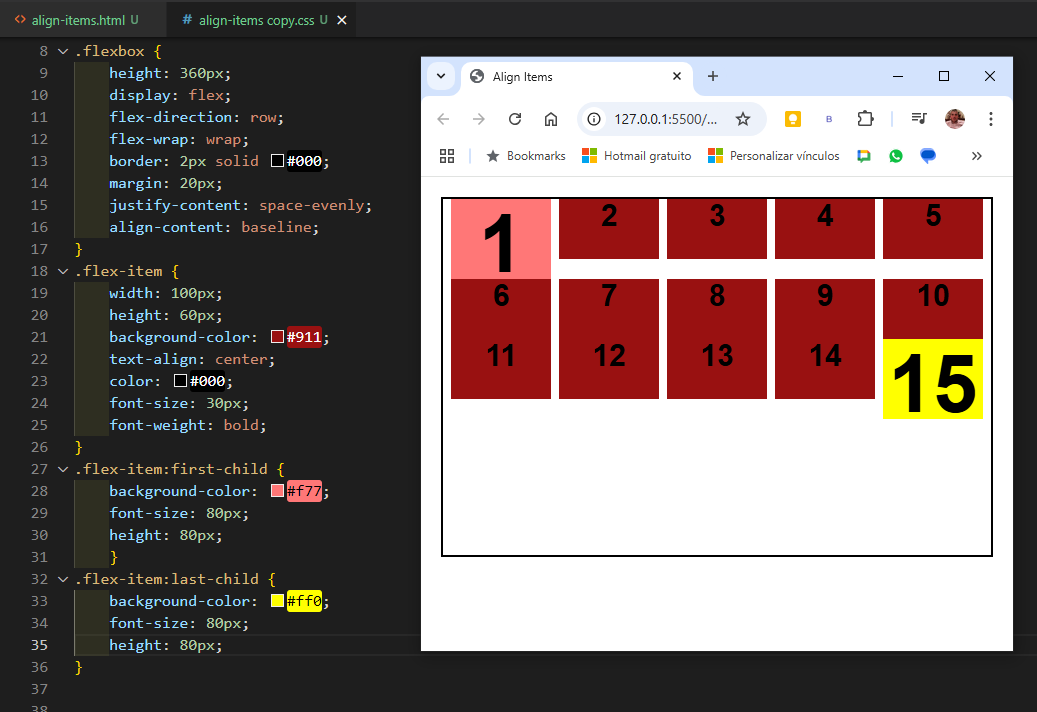 align-items.html U
align-items copy.css U
8 .flexbox {
9 height: 360px;
10 display: flex;
11 flex-direction: row;
12 flex-wrap: wrap;
13 border: 2px solid #000;
14 margin: 20px;
15 justify-content: space-evenly;
16 align-content: baseline;
17 }
18 .flex-item {
19 width: 100px;
20 height: 60px;
21 background-color: #911;
22 text-align: center;
23 color: #000;
24 font-size: 30px;
25 font-weight: bold;
26 }
27 .flex-item:first-child {
28 background-color: #f77;
29 font-size: 80px;
30 height: 80px;
31 }
32 .flex-item:last-child {
33 background-color: #ff0;
34 font-size: 80px;
35 height: 80px;
36 }
37
38
Align Items
127.0.0.1:5500/...
B
Bookmarks Hotmail gratuito Personalizar vínculos »
1 2 3 4 5
6 7 8 9 10
11 12 13 14 15